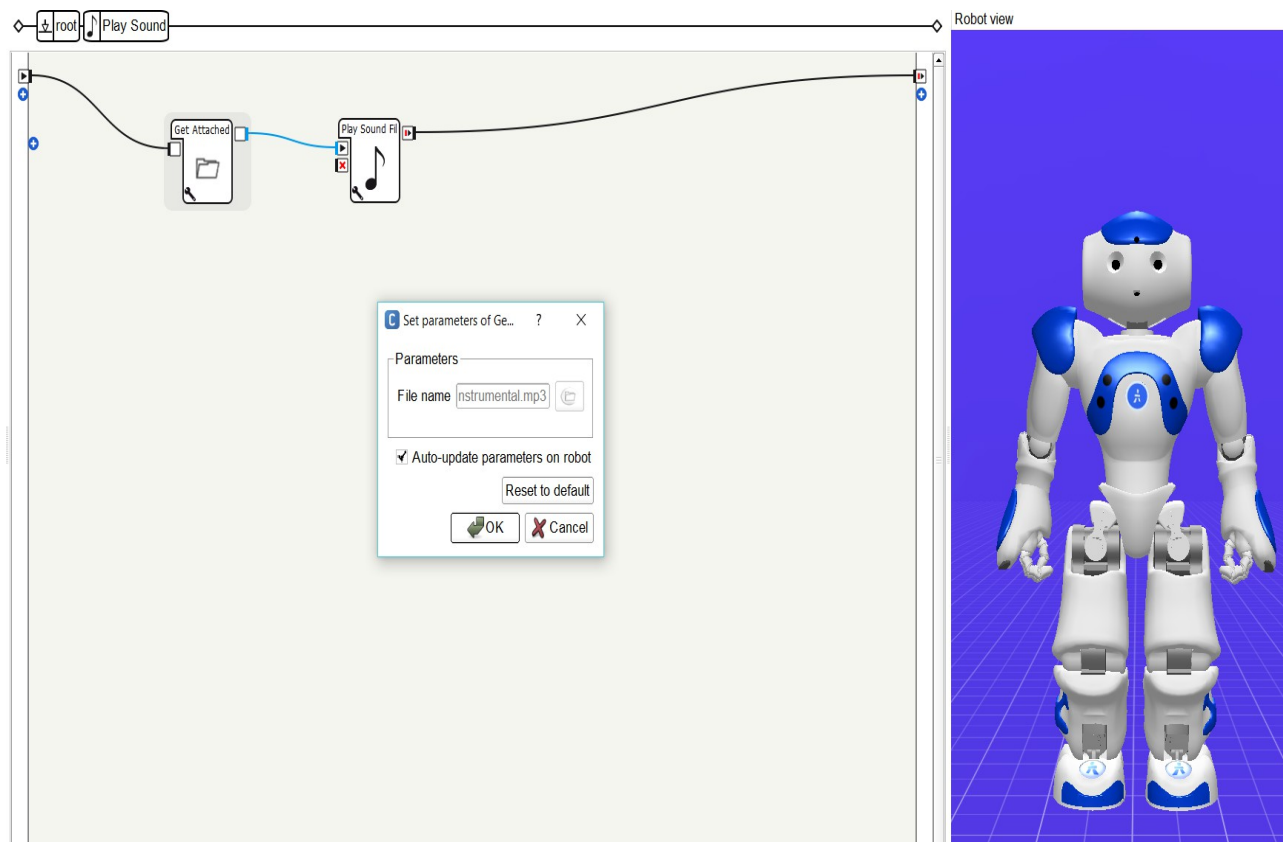 root
Play Sound
Robot view
Get Attached
Play Sound Fil
Set parameters of Ge... ?
Parameters
File name nstrumental.mp3
Auto-update parameters on robot
Reset to default
OK Cancel